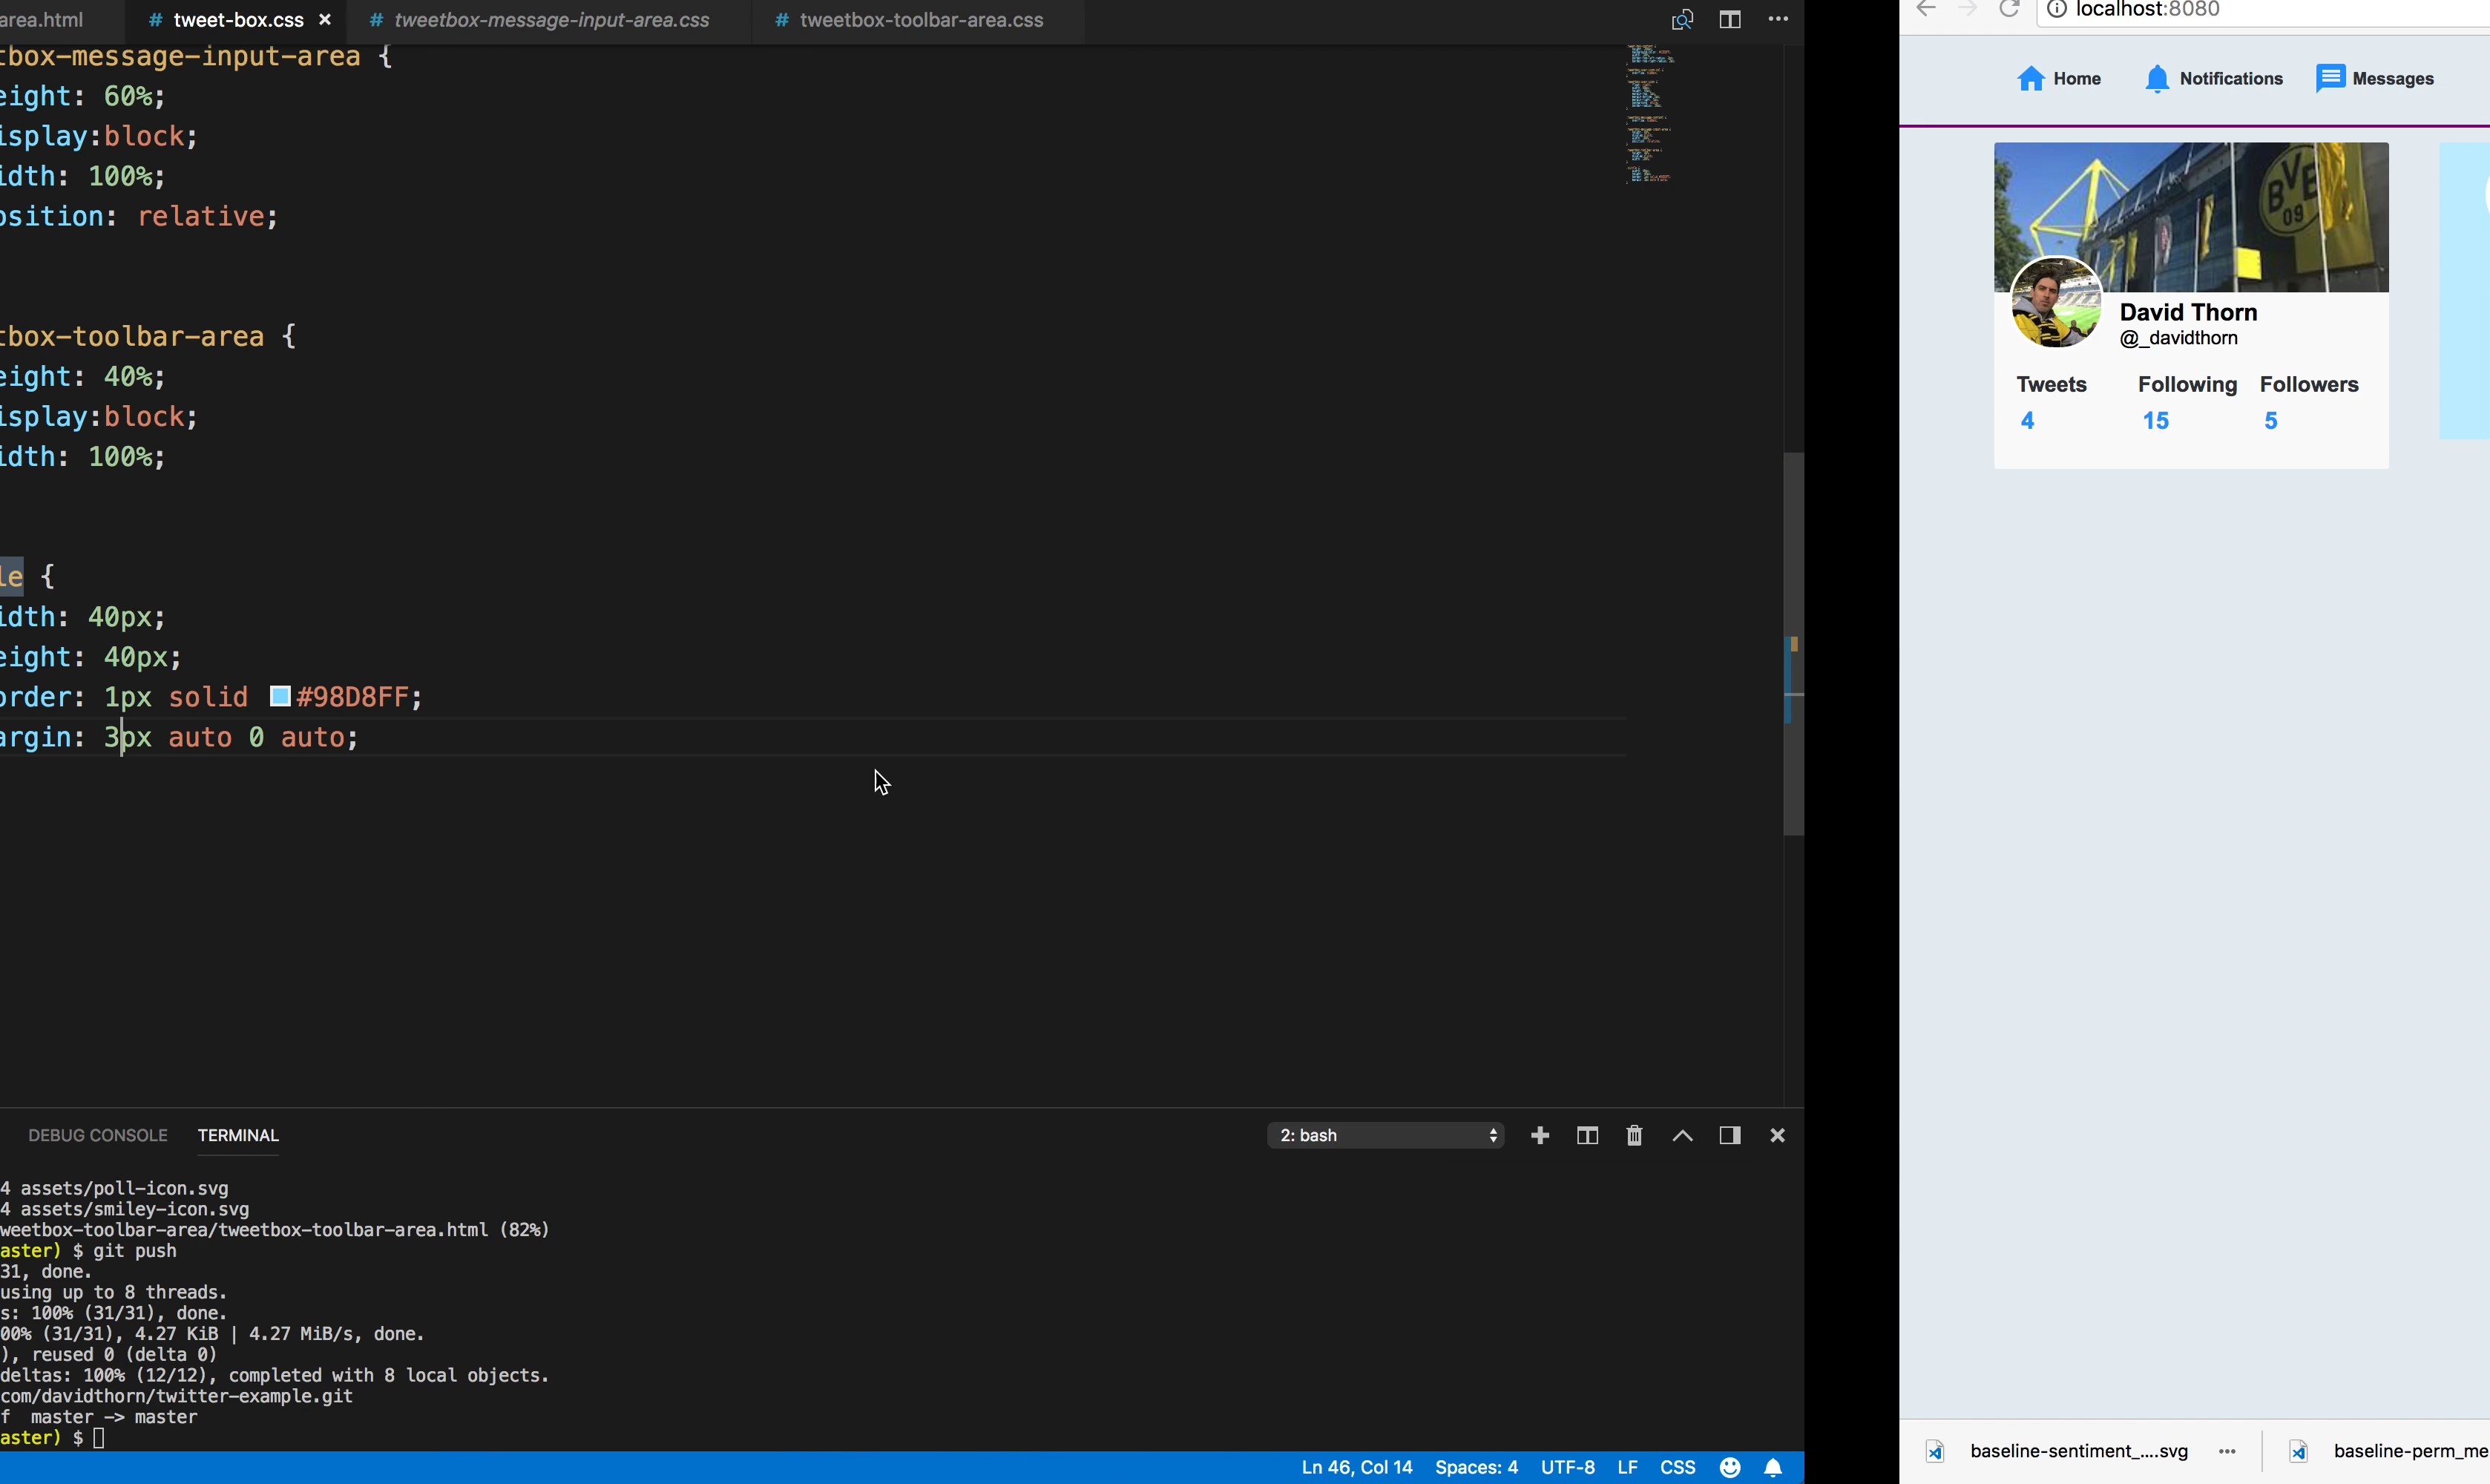 area.html
# tweet-box.css ×
# tweetbox-message-input-area.css
# tweetbox-toolbar-area.css
tbox-message-input-area {
eight: 60%;
isplay:block;
idth: 100%;
osition: relative;
tbox-toolbar-area {
eight: 40%;
isplay:block;
idth: 100%;
le {
idth: 40px;
eight: 40px;
order: 1px solid #98D8FF;
argin: 3px auto 0 auto;
DEBUG CONSOLE
TERMINAL
2: bash
4 assets/poll-icon.svg
4 assets/smiley-icon.svg
weetbox-toolbar-area/tweetbox-toolbar-area.html (82%)
aster) $ git push
31, done.
using up to 8 threads.
s: 100% (31/31), done.
00% (31/31), 4.27 KiB | 4.27 MiB/s, done.
), reused 0 (delta 0)
deltas: 100% (12/12), completed with 8 local objects.
com/davidthorn/twitter-example.git
f  master -> master
aster) $
Ln 46, Col 14
Spaces: 4
UTF-8
LF
CSS
localhost:8080
Home
Notifications
Messages
BVB
09
David Thorn
@_davidthorn
Tweets
Following
Followers
4
15
5
baseline-sentiment_....svg
baseline-perm_me